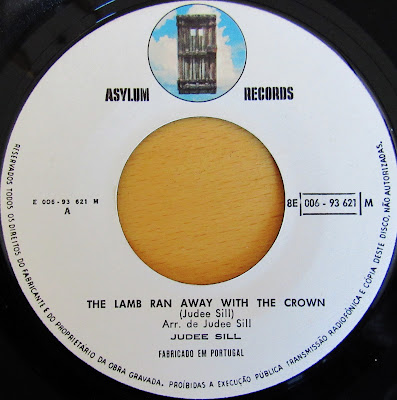 ASYLUM RECORDS
E 006-93 621 M
A
8E 006 - 93 621 M
THE LAMB RAN AWAY WITH THE CROWN
(Judee Sill)
Arr. de Judee Sill
JUDEE SILL
FABRICADO EM PORTUGAL
RESERVADOS TODOS OS DIREITOS DO FABRICANTE E DO PROPRIETÁRIO DA OBRA GRAVADA. PROIBIDAS A EXECUÇÃO PÚBLICA TRANSMISSÃO RADIOFÓNICA E CÓPIA DESTE DISCO, NÃO AUTORIZADAS.